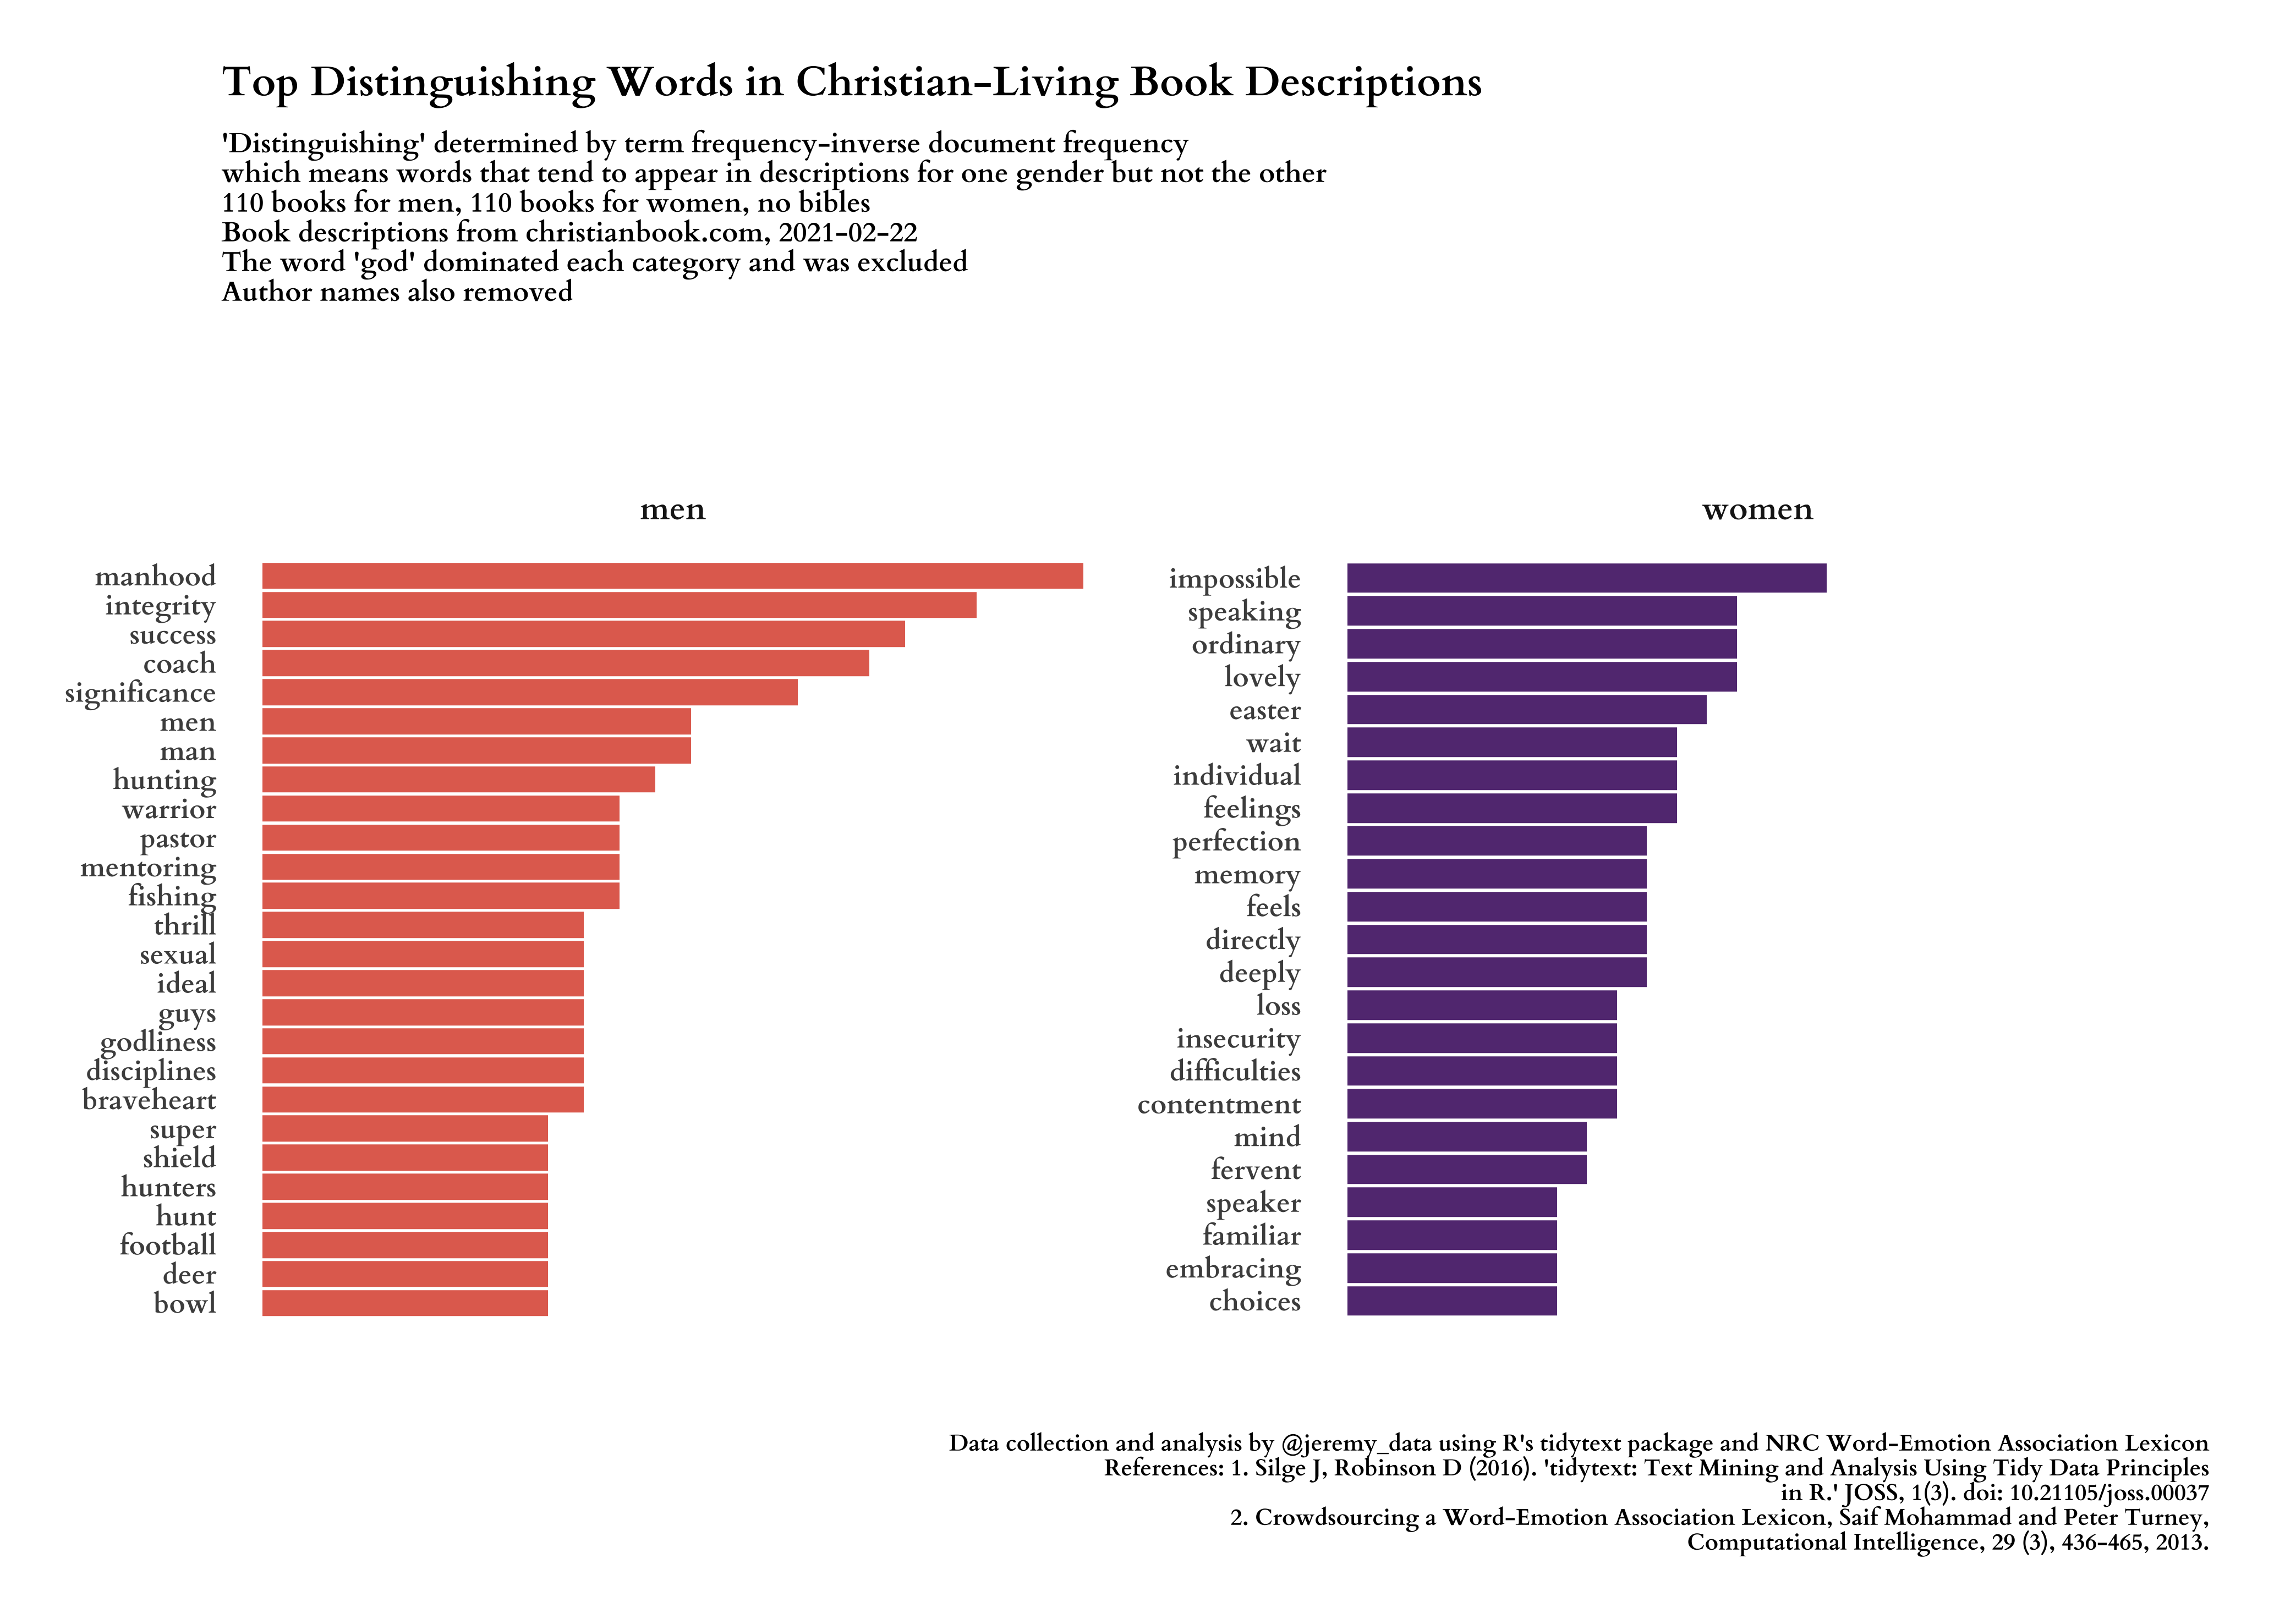 Top Distinguishing Words in Christian-Living Book Descriptions
'Distinguishing' determined by term frequency-inverse document frequency
which means words that tend to appear in descriptions for one gender but not the other
110 books for men, 110 books for women, no bibles
Book descriptions from christianbook.com, 2021-02-22
The word 'god' dominated each category and was excluded
Author names also removed
men
manhood
integrity
success
coach
significance
men
man
hunting
warrior
pastor
mentoring
fishing
thrill
sexual
ideal
guys
godliness
disciplines
braveheart
super
shield
hunters
hunt
football
deer
bowl
women
impossible
speaking
ordinary
lovely
easter
wait
individual
feelings
perfection
memory
feels
directly
deeply
loss
insecurity
difficulties
contentment
mind
fervent
speaker
familiar
embracing
choices
Data collection and analysis by @jeremy_data using R's tidytext package and NRC Word-Emotion Association Lexicon
References: 1. Silge J, Robinson D (2016). 'tidytext: Text Mining and Analysis Using Tidy Data Principles
in R.' JOSS, 1(3). doi: 10.21105/joss.00037
2. Crowdsourcing a Word-Emotion Association Lexicon, Saif Mohammad and Peter Turney,
Computational Intelligence, 29 (3), 436-465, 2013.